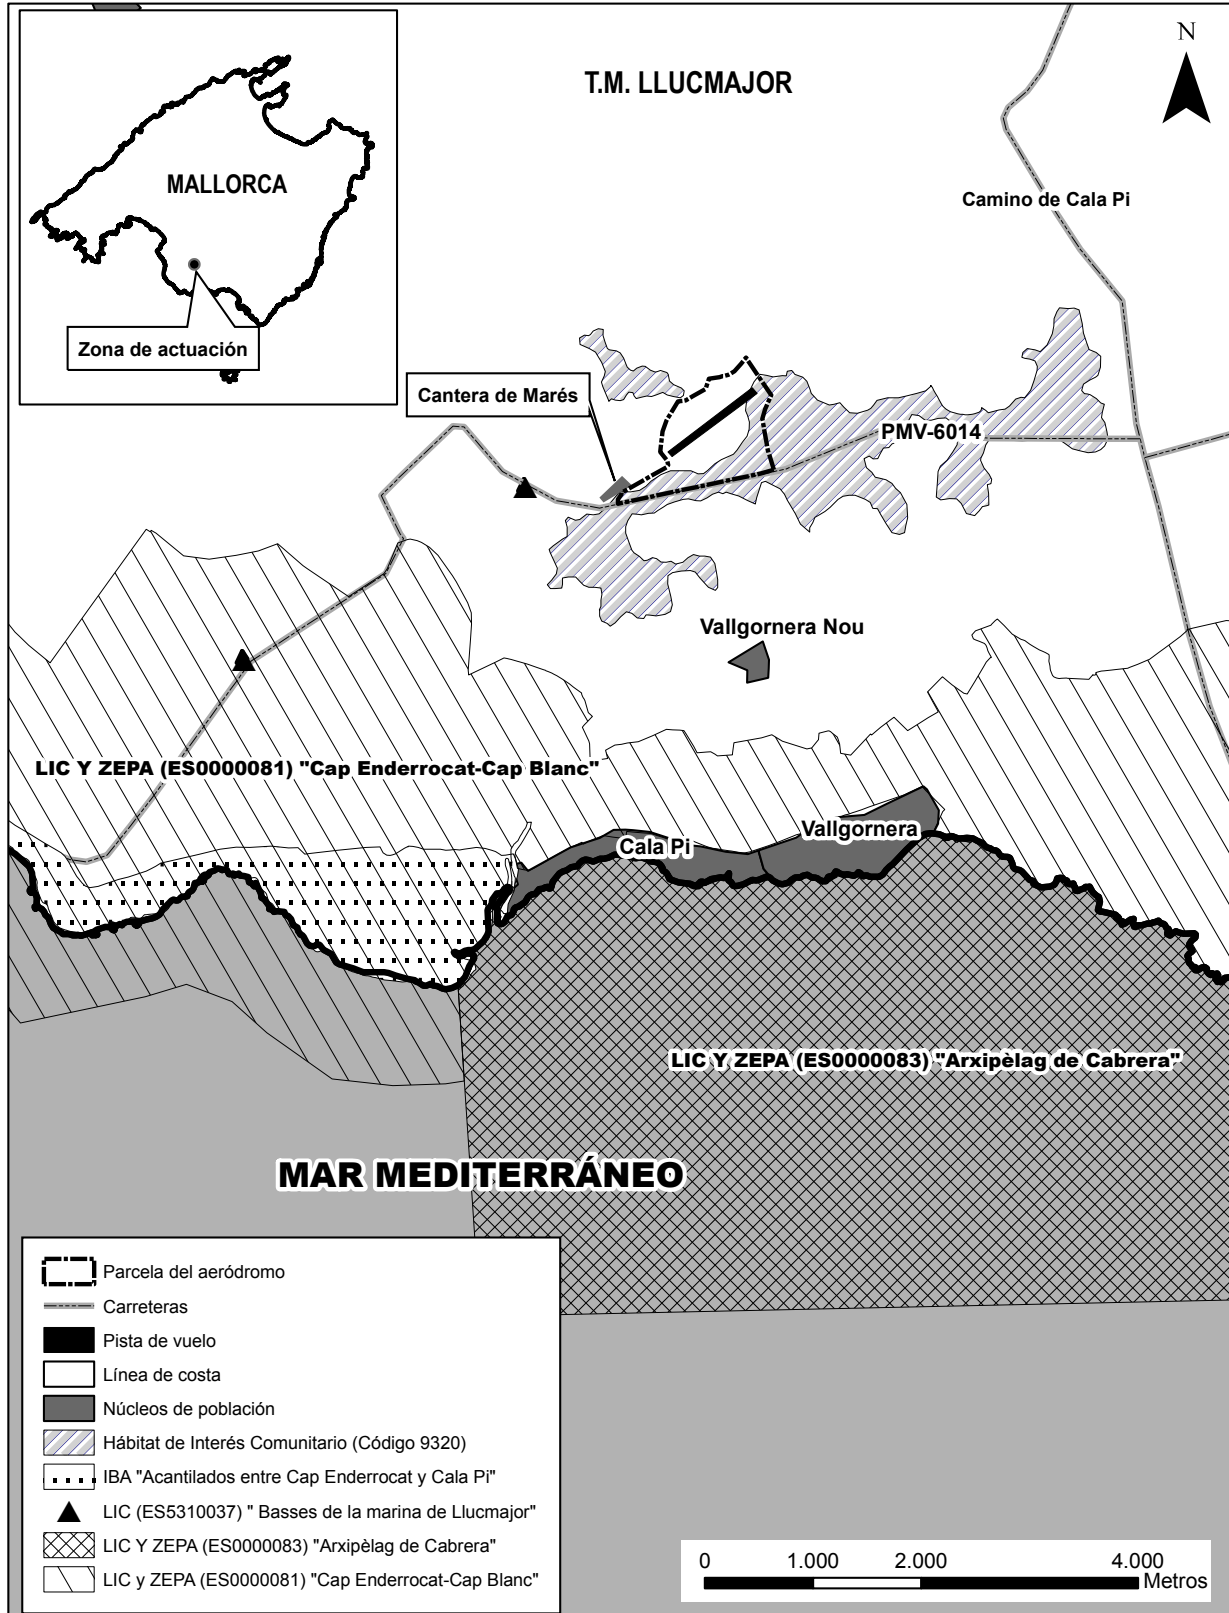 T.M. LLUCMAJOR
N
MALLORCA
Zona de actuación
Camino de Cala Pi
Cantera de Marés
PMV-6014
Vallgornera Nou
LIC Y ZEPA (ES0000081) "Cap Enderrocat-Cap Blanc"
Vallgornera
Cala Pi
LIC Y ZEPA (ES0000083) "Arxipèlag de Cabrera"
MAR MEDITERRÁNEO
Parcela del aeródromo
Carreteras
Pista de vuelo
Línea de costa
Núcleos de población
Hábitat de Interés Comunitario (Código 9320)
IBA "Acantilados entre Cap Enderrocat y Cala Pi"
LIC (ES5310037) " Basses de la marina de Llucmajor"
LIC Y ZEPA (ES0000083) "Arxipèlag de Cabrera"
LIC y ZEPA (ES0000081) "Cap Enderrocat-Cap Blanc"
0 1.000 2.000 4.000
Metros